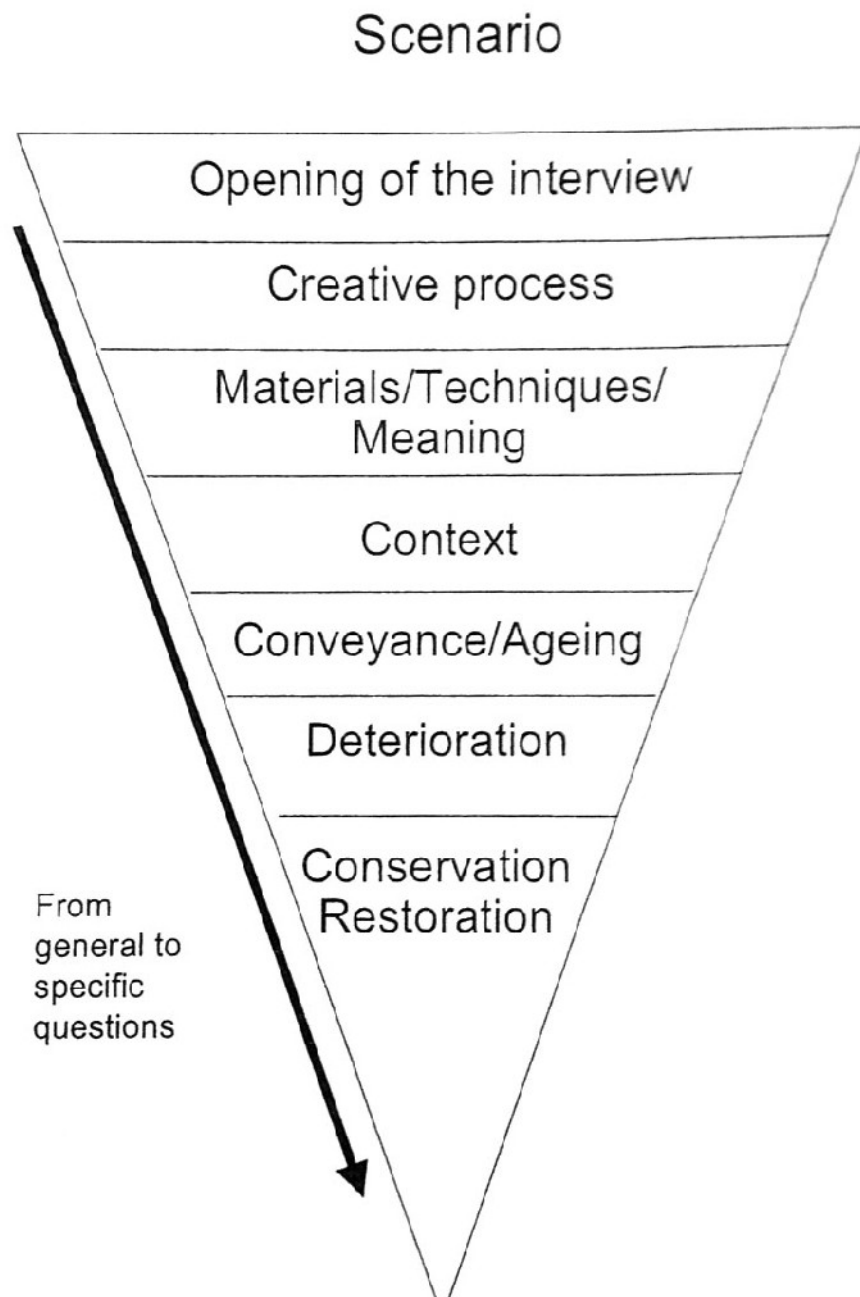 Scenario
Opening of the interview
Creative process
Materials/Techniques/
Meaning
Context
Conveyance/Ageing
Deterioration
Conservation
Restoration
From
general to
specific
questions